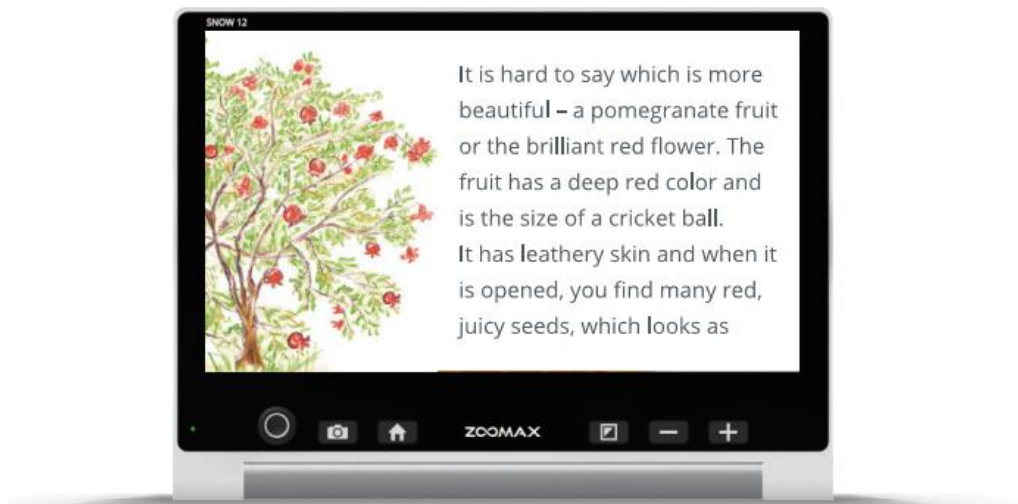 SNOW 12
It is hard to say which is more
beautiful – a pomegranate fruit
or the brilliant red flower. The
fruit has a deep red color and
is the size of a cricket ball.
It has leathery skin and when it
is opened, you find many red,
juicy seeds, which looks as
ZOOMAX